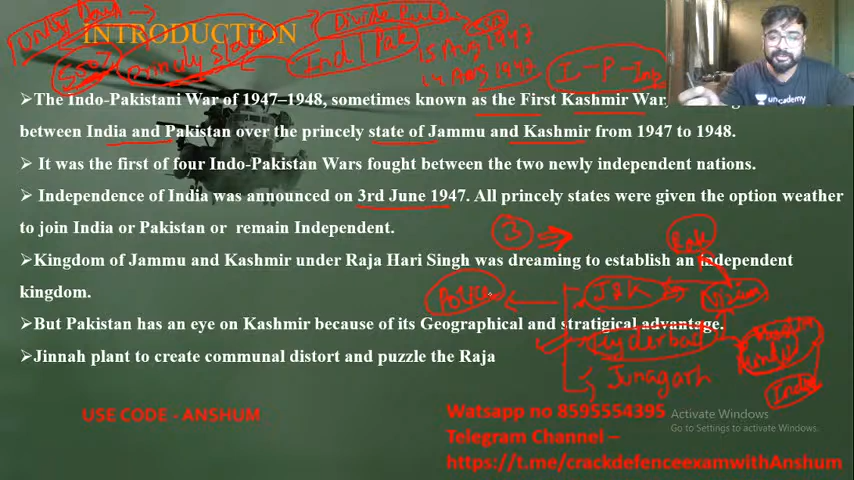 INTRODUCTION
Divide Rule
Princly state
Ind | Pak
15 Aug 1947
14 Aug 1947
I - P - Inp
unacademy
➢The Indo-Pakistani War of 1947–1948, sometimes known as the First Kashmir War,
between India and Pakistan over the princely state of Jammu and Kashmir from 1947 to 1948.
➢ It was the first of four Indo-Pakistan Wars fought between the two newly independent nations.
➢ Independence of India was announced on 3rd June 1947. All princely states were given the option weather
to join India or Pakistan or remain Independent.
3
Pak
➢Kingdom of Jammu and Kashmir under Raja Hari Singh was dreaming to establish an independent
kingdom.
J&K
➢But Pakistan has an eye on Kashmir because of its Geographical and stratigical advantage.
Hyderbad
➢Jinnah plant to create communal distort and puzzle the Raja
Junagarh
India
USE CODE - ANSHUM
Watsapp no 8595554395
Telegram Channel –
https://t.me/crackdefenceexamwithAnshum
Activate Windows
Go to Settings to activate Windows.